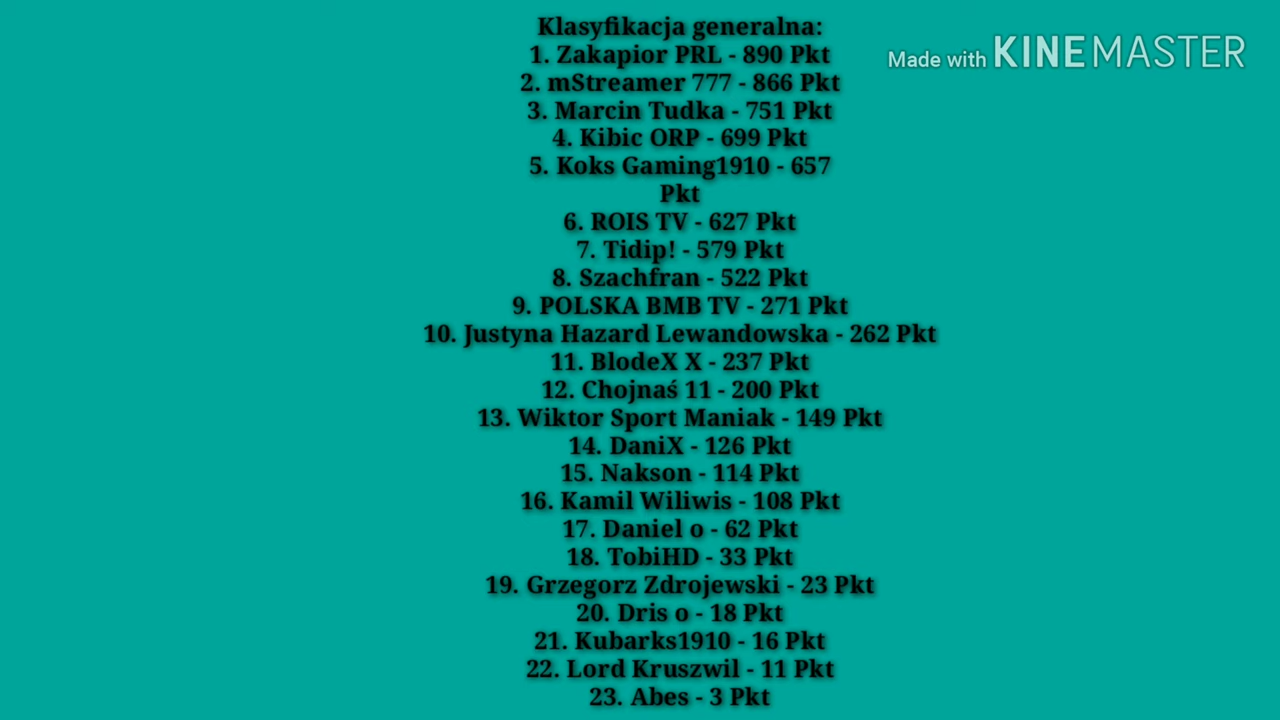 Klasyfikacja generalna:
Made with KINEMASTER
1. Zakapior PRL - 890 Pkt
2. mStreamer 777 - 866 Pkt
3. Marcin Tudka - 751 Pkt
4. Kibic ORP - 699 Pkt
5. Koks Gaming1910 - 657
Pkt
6. ROIS TV - 627 Pkt
7. Tidip! - 579 Pkt
8. Szachfran - 522 Pkt
9. POLSKA BMB TV - 271 Pkt
10. Justyna Hazard Lewandowska - 262 Pkt
11. BlodeX X - 237 Pkt
12. Chojnaś 11 - 200 Pkt
13. Wiktor Sport Maniak - 149 Pkt
14. DaniX - 126 Pkt
15. Nakson - 114 Pkt
16. Kamil Wiliwis - 108 Pkt
17. Daniel o - 62 Pkt
18. TobiHD - 33 Pkt
19. Grzegorz Zdrojewski - 23 Pkt
20. Dris o - 18 Pkt
21. Kubarks1910 - 16 Pkt
22. Lord Kruszwil - 11 Pkt
23. Abes - 3 Pkt